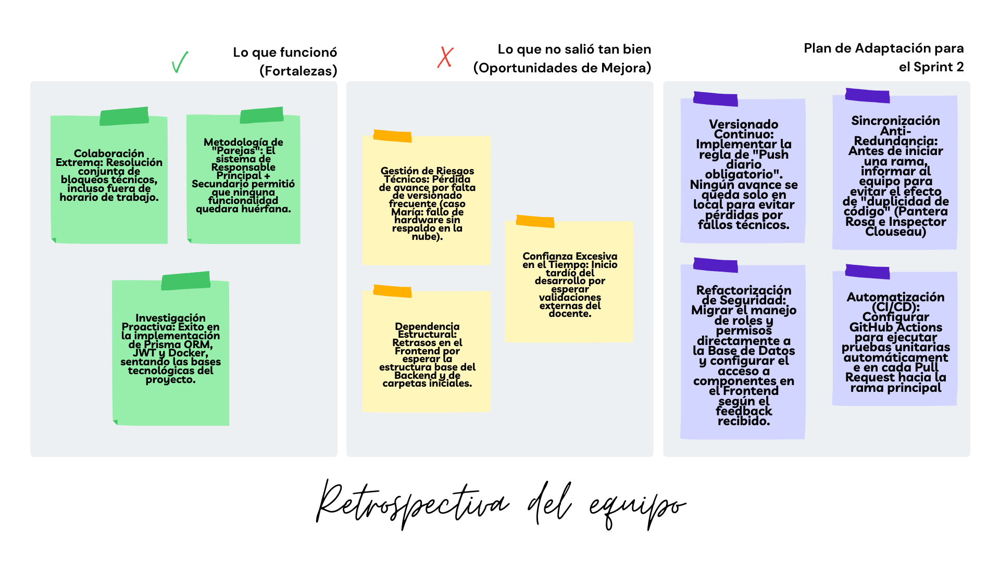 Lo que funcionó
(Fortalezas)
Colaboración
Extrema: Resolución
conjunta de
bloqueos técnicos,
incluso fuera de
horario de trabajo.
Metodología de
"Parejas": El
sistema de
Responsable
Principal +
Secundario permitió
que ninguna
funcionalidad
quedara huérfana.
Investigación
Proactiva: Exito en
la implementación
de Prisma ORM,
JWT y Docker,
sentando las bases
tecnológicas del
proyecto.
Lo que no salió tan bien
(Oportunidades de Mejora)
Gestión de Riesgos
Técnicos: Pérdida
de avance por falta
de versionado
frecuente (caso
María: fallo de
hardware sin
respaldo en la
nube).
Confianza Excesiva
en el Tiempo: Inicio
tardío del
desarrollo por
esperar
validaciones
externas del
docente.
Dependencia
Estructural:
Retrasos en el
Frontend por
esperar la
estructura base del
Backend y de
carpetas iniciales.
Plan de Adaptación para
el Sprint 2
Versionado
Continuo:
Implementar la
regla de "Push
diario
obligatorio".
Ningún avance se
queda solo en
local para evitar
pérdidas por
fallos técnicos.
Sincronización
Anti-
Redundancia:
Antes de iniciar
una rama,
informar al
equipo para
evitar el efecto
de "duplicidad de
código" (Pantera
Rosa e Inspector
Clouseau)
Refactorización
de Seguridad:
Migrar el manejo
de roles y
permisos
directamente a
la Base de Datos
y configurar el
acceso a
componentes en
el Frontend
según el
feedback
recibido.
Automatización
(CI/CD):
Configurar
GitHub Actions
para ejecutar
pruebas unitarias
automáticament
e en cada Pull
Request hacia la
rama principal
Retrospectiva del equipo